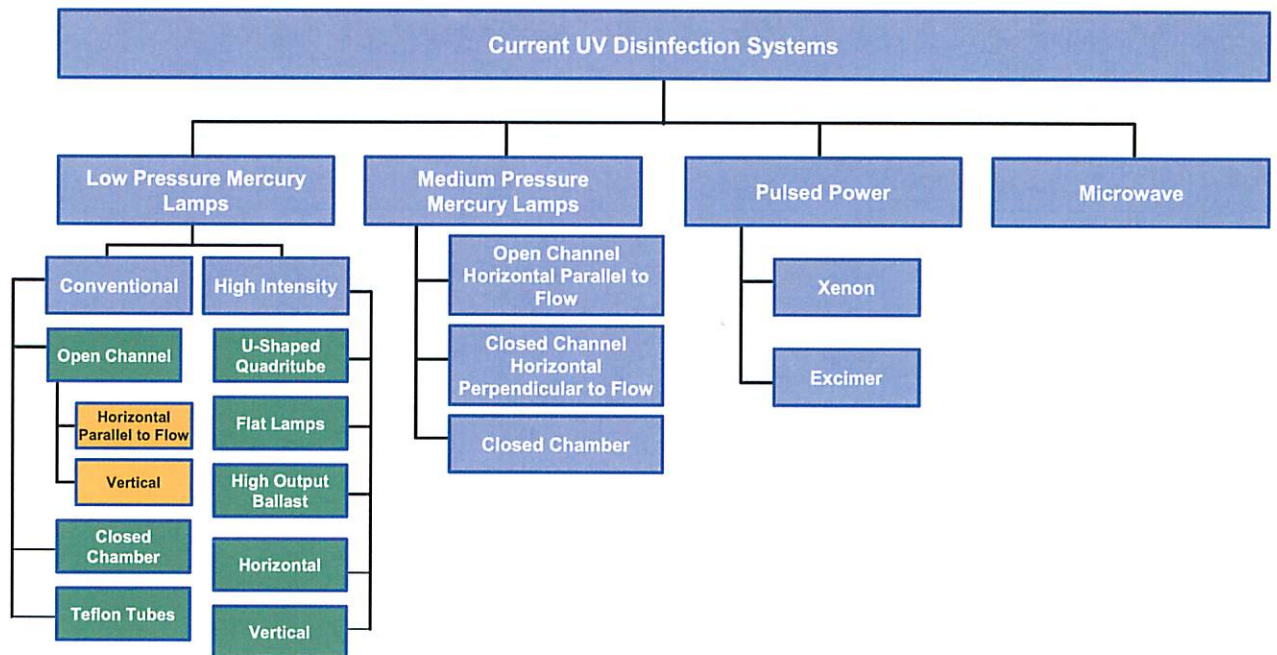 Current UV Disinfection Systems
Low Pressure Mercury
Lamps
Medium Pressure
Mercury Lamps
Pulsed Power
Microwave
Conventional
High Intensity
Open Channel
Horizontal
Parallel to Flow
Vertical
Closed
Chamber
Teflon Tubes
U-Shaped
Quadritube
Flat Lamps
High Output
Ballast
Horizontal
Vertical
Open Channel
Horizontal Parallel to
Flow
Closed Channel
Horizontal
Perpendicular to Flow
Closed Chamber
Xenon
Excimer